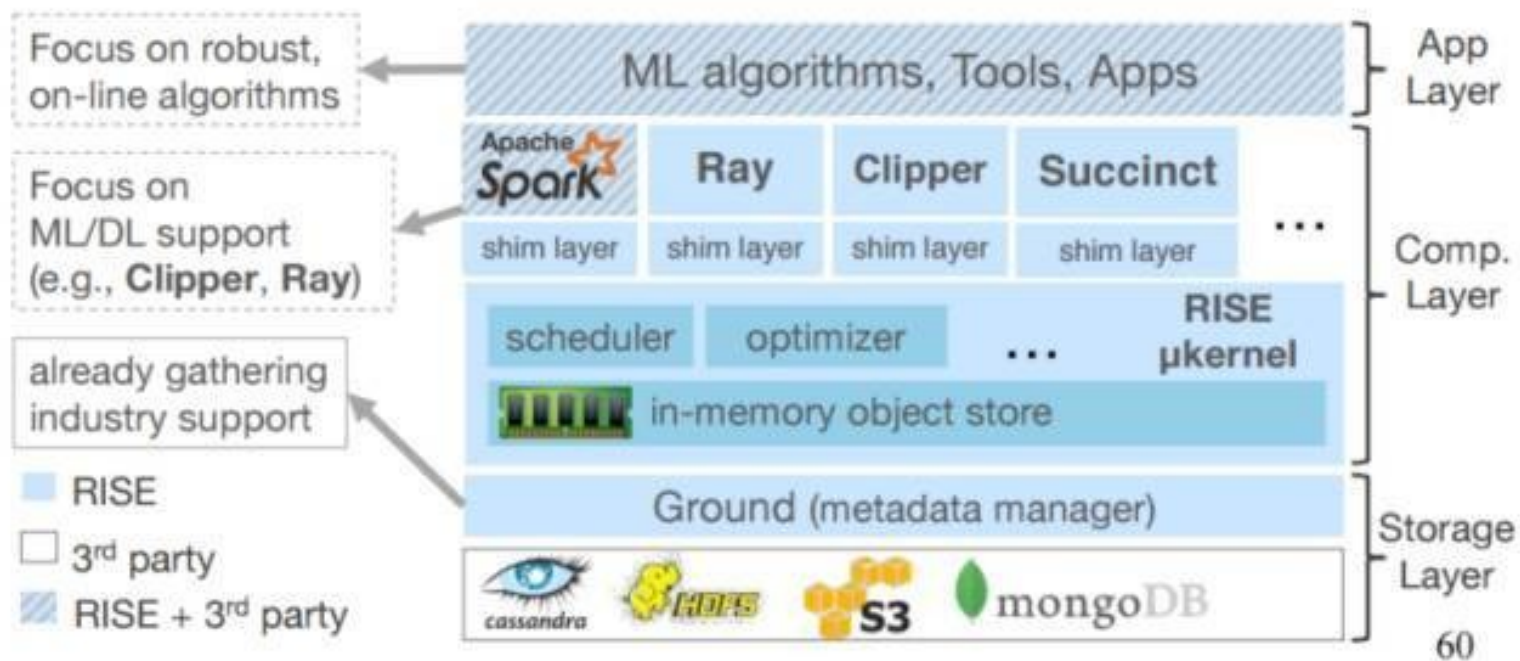 Focus on robust,
on-line algorithms
ML algorithms, Tools, Apps
App
Layer
Focus on
ML/DL support
(e.g., Clipper, Ray)
Apache
Spark
Ray
Clipper
Succinct
...
shim layer
shim layer
shim layer
shim layer
Comp.
Layer
scheduler
optimizer
...
RISE
µkernel
in-memory object store
already gathering
industry support
RISE
3rd party
RISE + 3rd party
Ground (metadata manager)
cassandra
HDFS
S3
mongoDB
Storage
Layer
60